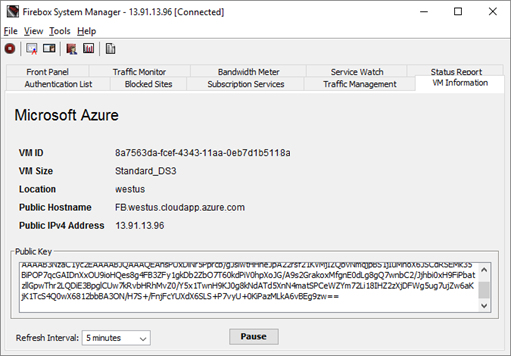 Firebox System Manager - 13.91.13.96 [Connected]
File View Tools Help
Front Panel Traffic Monitor Bandwidth Meter Service Watch Status Report
Authentication List Blocked Sites Subscription Services Traffic Management VM Information
Microsoft Azure
VM ID 8a7563da-fcef-4343-11aa-0eb7d1b5118a
VM Size Standard_DS3
Location westus
Public Hostname FB.westus.cloudapp.azure.com
Public IPv4 Address 13.91.13.96
Public Key
BiPOP7qcGAIDnXxOU9ioHQes8g4FB3ZFy1gkDb2ZbO7T60kdPiV0hpXoJG/A9s2GrakoxMfgnE0dLg8gQ7wnbC2/Jjhbi0xH9FiPbat
zllGpwThr2LQDiE3BpglCUw7kRvbHRhMvZ0/Y5x1TwnH9KJ0g8kNdATd5XnN4matSPCeWZYm72Li18IHZ2zXjDFWg5ug7ujZw6aK
jK1TcS4Q0wX6812bbBA3ON/H7S+/FnjFcYUXdX6SLS+P7vyU+0KiPazMLkA6vBEg9zw==
Refresh Interval: 5 minutes Pause